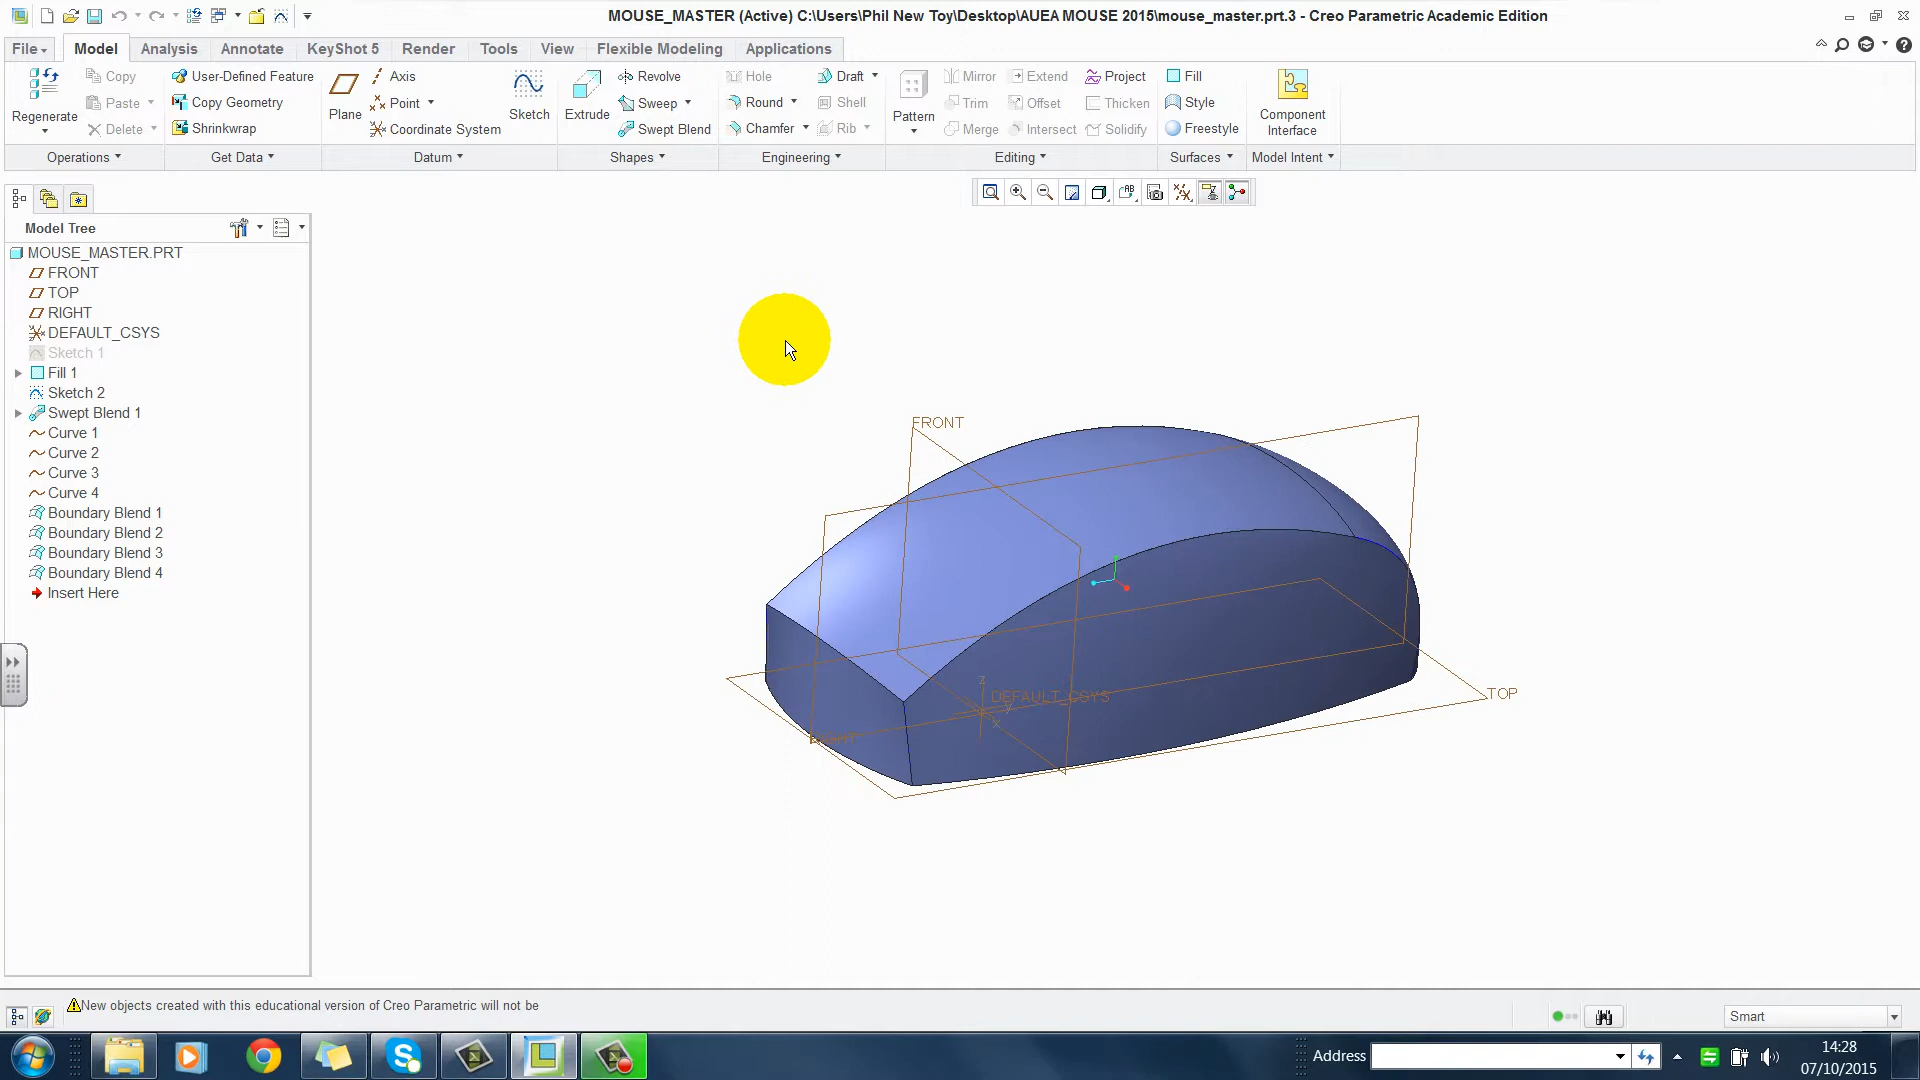 MOUSE_MASTER (Active) C:\Users\Phil New Toy\Desktop\AUEA MOUSE 2015\mouse_master.prt.3 - Creo Parametric Academic Edition
File Model Analysis Annotate KeyShot 5 Render Tools View Flexible Modeling Applications
Regenerate
Copy
Paste
Delete
Operations
User-Defined Feature
Copy Geometry
Shrinkwrap
Get Data
Plane
Axis
Point
Coordinate System
Sketch
Datum
Extrude
Revolve
Sweep
Swept Blend
Shapes
Hole
Round
Chamfer
Draft
Shell
Rib
Engineering
Pattern
Mirror
Trim
Merge
Extend
Offset
Intersect
Project
Thicken
Solidify
Editing
Fill
Style
Freestyle
Surfaces
Component
Interface
Model Intent
Model Tree
MOUSE_MASTER.PRT
FRONT
TOP
RIGHT
DEFAULT_CSYS
Sketch 1
Fill 1
Sketch 2
Swept Blend 1
Curve 1
Curve 2
Curve 3
Curve 4
Boundary Blend 1
Boundary Blend 2
Boundary Blend 3
Boundary Blend 4
Insert Here
FRONT
TOP
DEFAULT_CSYS
Z
Y
X
New objects created with this educational version of Creo Parametric will not be
Smart
Address
14:28
07/10/2015